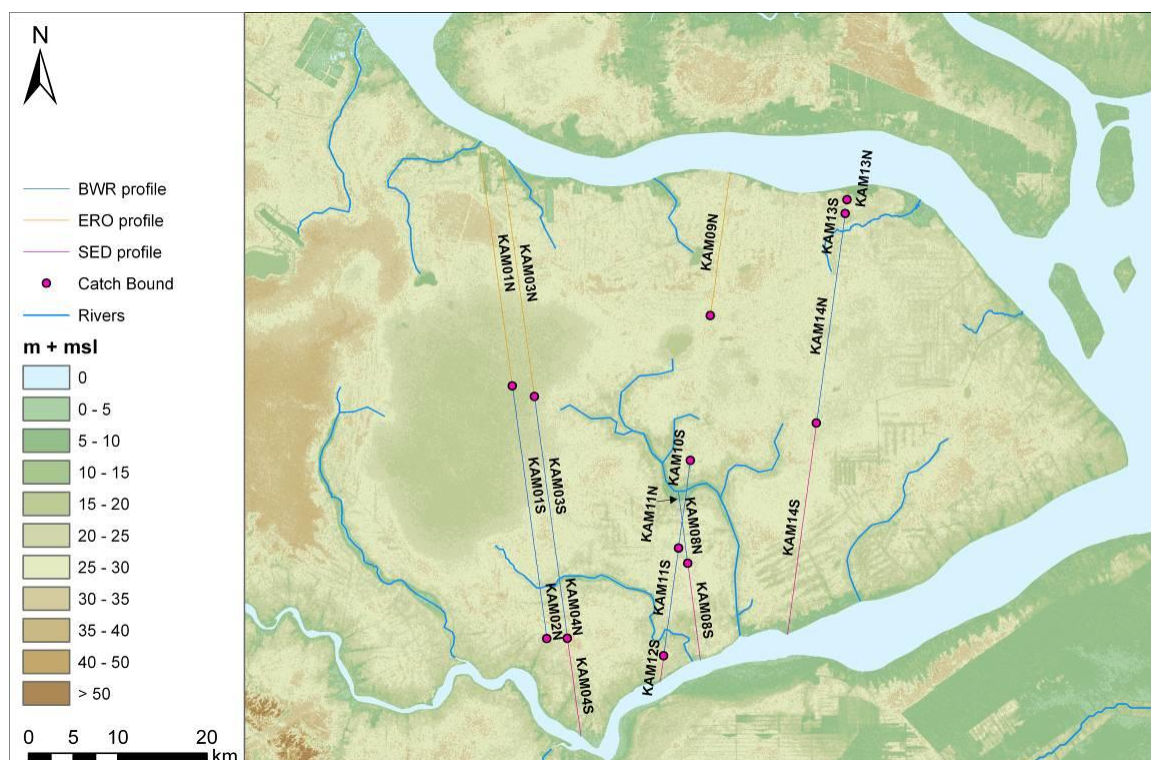 N
BWR profile
ERO profile
SED profile
Catch Bound
Rivers
m + msl
0
0 - 5
5 - 10
10 - 15
15 - 20
20 - 25
25 - 30
30 - 35
35 - 40
40 - 50
> 50
0 5 10 20
km
KAM01N
KAM03N
KAM09N
KAM13N
KAM13S
KAM14N
KAM01S
KAM03S
KAM10S
KAM11N
KAM08N
KAM14S
KAM02N
KAM04N
KAM11S
KAM08S
KAM12S
KAM04S